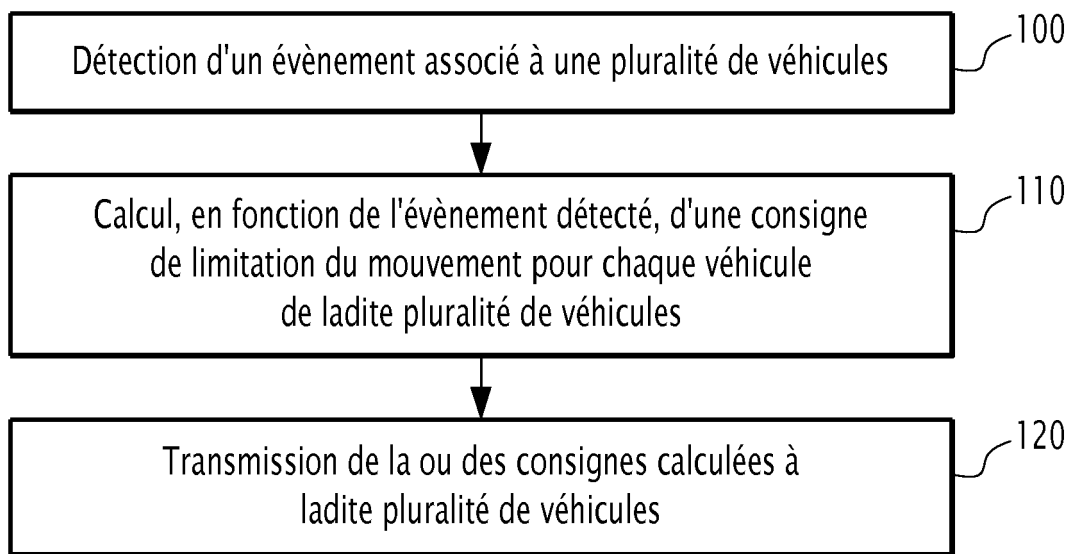 Détection d'un évènement associé à une pluralité de véhicules
100
Calcul, en fonction de l'évènement détecté, d'une consigne
de limitation du mouvement pour chaque véhicule
de ladite pluralité de véhicules
110
Transmission de la ou des consignes calculées à
ladite pluralité de véhicules
120